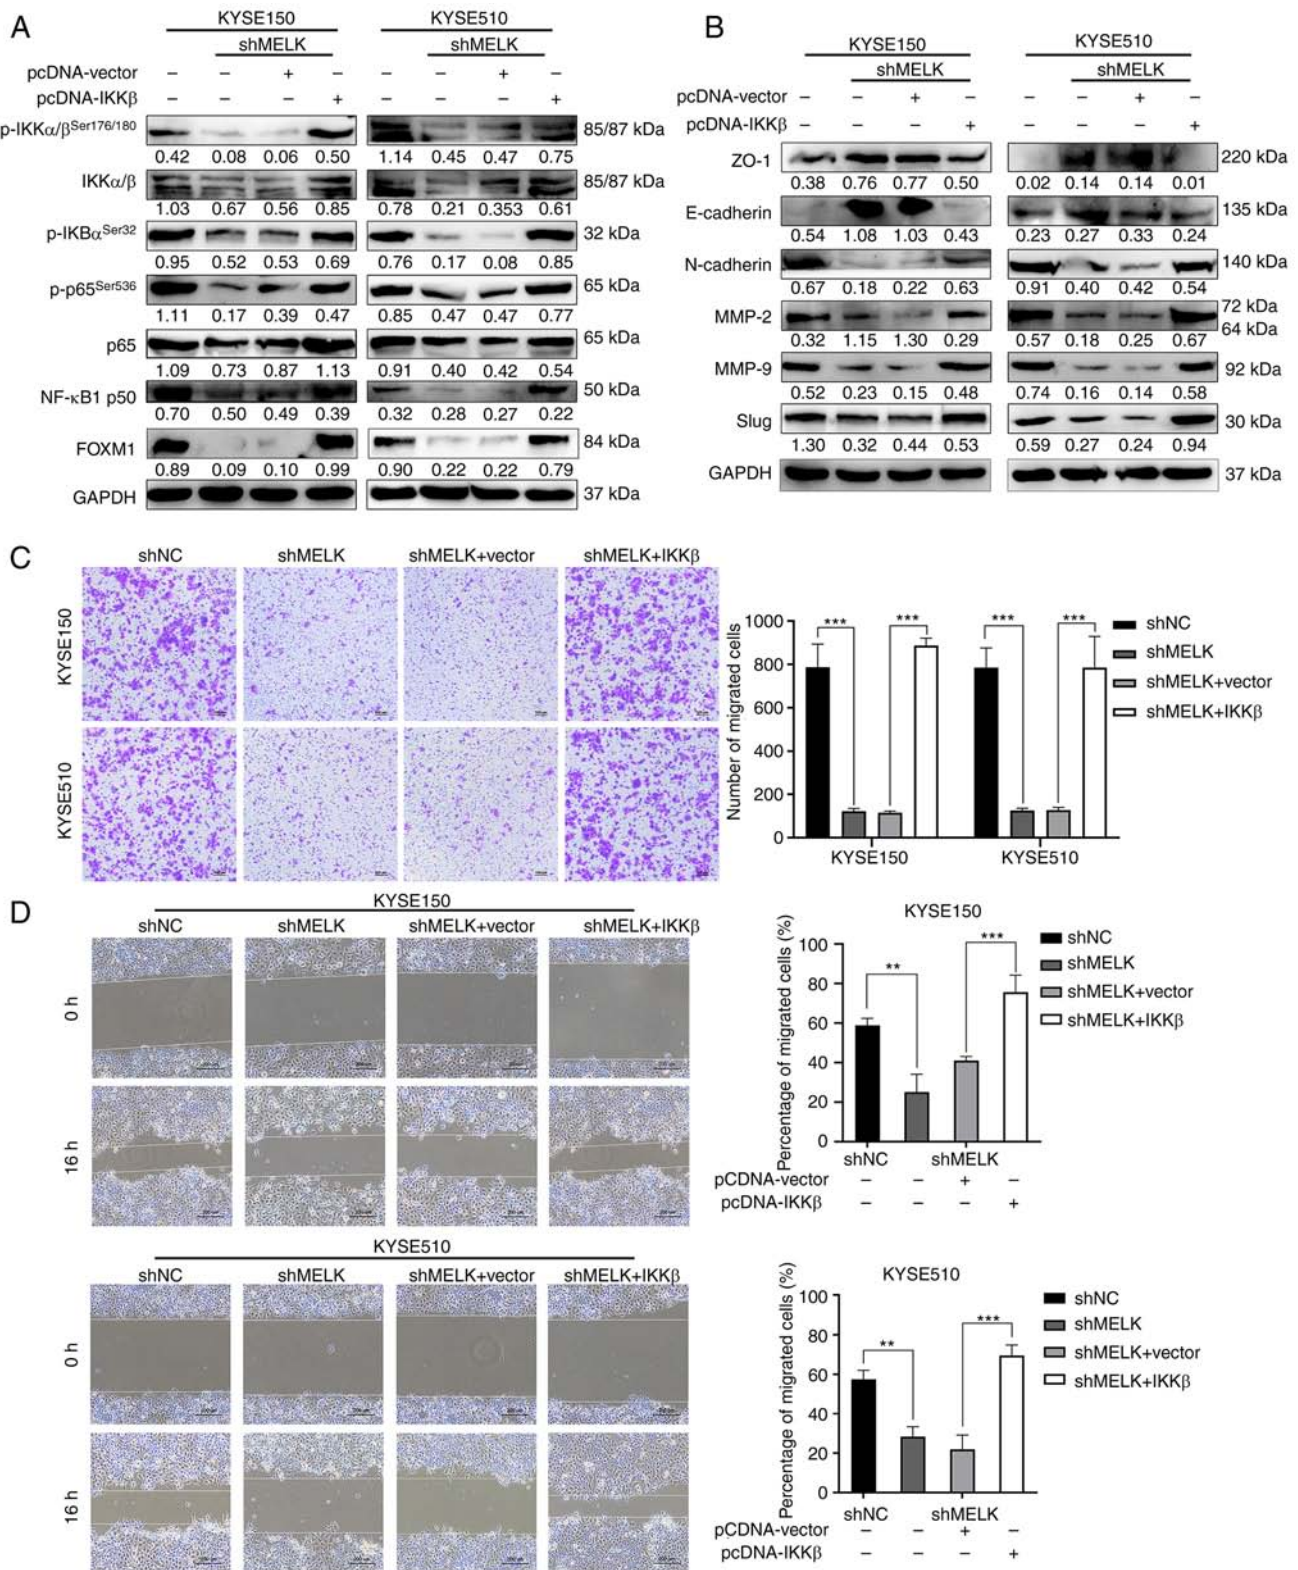 A
KYSE150 KYSE510
shMELK shMELK
pcDNA-vector – – + – – – + –
pcDNA-IKKβ – – – + – – – +
p-IKKα/β Ser176/180 85/87 kDa
0.42 0.08 0.06 0.50 1.14 0.45 0.47 0.75
IKKα/β 85/87 kDa
1.03 0.67 0.56 0.85 0.78 0.21 0.353 0.61
p-IKBα Ser32 32 kDa
0.95 0.52 0.53 0.69 0.76 0.17 0.08 0.85
p-p65 Ser536 65 kDa
1.11 0.17 0.39 0.47 0.85 0.47 0.47 0.77
p65 65 kDa
1.09 0.73 0.87 1.13 0.91 0.40 0.42 0.54
NF-κB1 p50 50 kDa
0.70 0.50 0.49 0.39 0.32 0.28 0.27 0.22
FOXM1 84 kDa
0.89 0.09 0.10 0.99 0.90 0.22 0.22 0.79
GAPDH 37 kDa
B
KYSE150 KYSE510
shMELK shMELK
pcDNA-vector – – + – – – + –
pcDNA-IKKβ – – – + – – – +
ZO-1 220 kDa
0.38 0.76 0.77 0.50 0.02 0.14 0.14 0.01
E-cadherin 135 kDa
0.54 1.08 1.03 0.43 0.23 0.27 0.33 0.24
N-cadherin 140 kDa
0.67 0.18 0.22 0.63 0.91 0.40 0.42 0.54
MMP-2 72 kDa
64 kDa
0.32 1.15 1.30 0.29 0.57 0.18 0.25 0.67
MMP-9 92 kDa
0.52 0.23 0.15 0.48 0.74 0.16 0.14 0.58
Slug 30 kDa
1.30 0.32 0.44 0.53 0.59 0.27 0.24 0.94
GAPDH 37 kDa
C
shNC shMELK shMELK+vector shMELK+IKKβ
KYSE150
KYSE510
Number of migrated cells
1000
800
600
400
200
0
*** *** *** ***
KYSE150 KYSE510
shNC
shMELK
shMELK+vector
shMELK+IKKβ
D
KYSE150
shNC shMELK shMELK+vector shMELK+IKKβ
0 h
16 h
KYSE150
Percentage of migrated cells (%)
100
80
60
40
20
0
** ***
shNC shMELK
pCDNA-vector – – + –
pcDNA-IKKβ – – – +
shNC
shMELK
shMELK+vector
shMELK+IKKβ
KYSE510
shNC shMELK shMELK+vector shMELK+IKKβ
0 h
16 h
KYSE510
Percentage of migrated cells (%)
100
80
60
40
20
0
** ***
shNC shMELK
pCDNA-vector – – + –
pcDNA-IKKβ – – – +
shNC
shMELK
shMELK+vector
shMELK+IKKβ